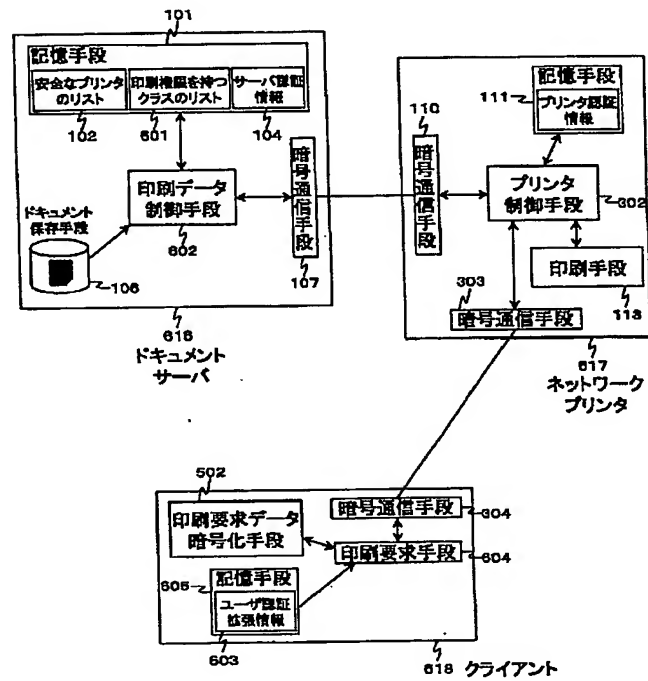 101
記憶手段
安全なプリンタ
のリスト
印刷権限を持つ
クラスのリスト
サーバ認証
情報
102
601
104
印刷データ
制御手段
602
暗号通信手段
107
ドキュメント
保存手段
106
616
ドキュメント
サーバ
110
暗号通信手段
記憶手段
111
プリンタ認証
情報
プリンタ
制御手段
302
印刷手段
113
303
暗号通信手段
617
ネットワーク
プリンタ
502
印刷要求データ
暗号化手段
暗号通信手段
304
印刷要求手段
604
記憶手段
605
ユーザ認証
拡張情報
603
618
クライアント